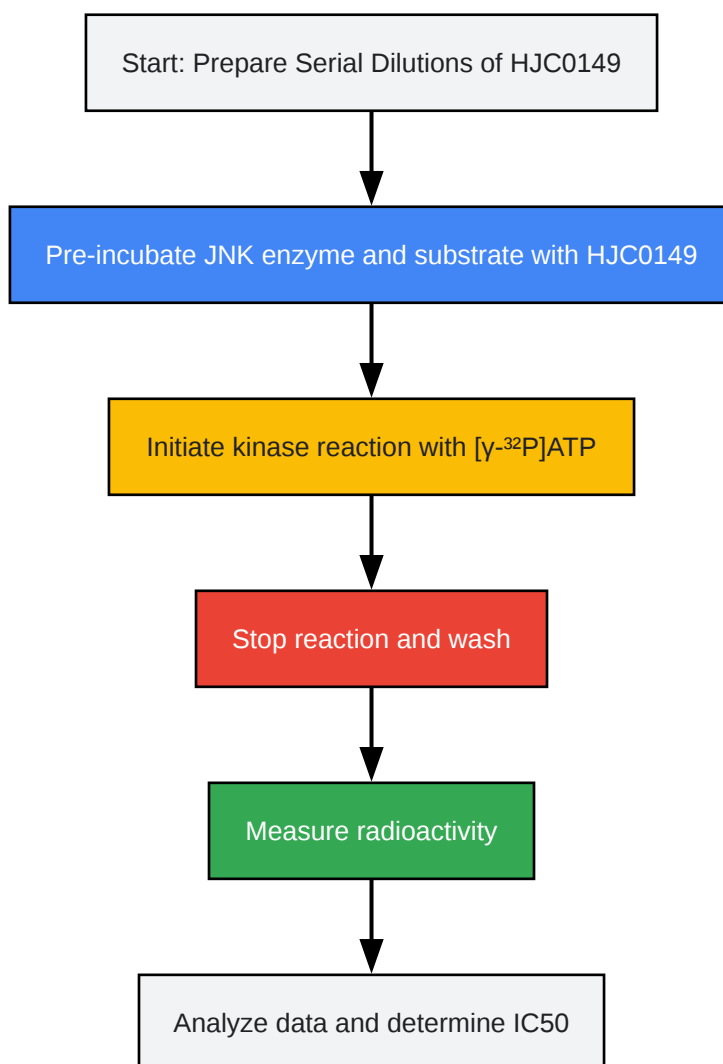 Start: Prepare Serial Dilutions of HJC0149
Pre-incubate JNK enzyme and substrate with HJC0149
Initiate kinase reaction with [γ-³²P]ATP
Stop reaction and wash
Measure radioactivity
Analyze data and determine IC50